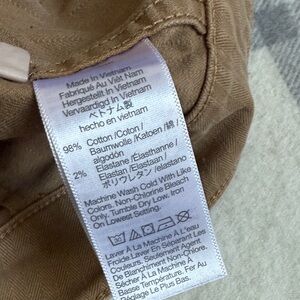 Made In Vietnam
Fabriqué Au Viêt Nam
Hergestellt In Vietnam
Vervaardigd In Vietnam
ベトナム製
hecho en vietnam
98% Cotton /Coton /
Baumwolle /Katoen /綿 /
algodón
2% Elastane /Élasthanne /
Elastan /Elastaan /
ポリウレタン /elastano
Machine Wash Cold With Like
Colors. Non-Chlorine Bleach
Only. Tumble Dry Low. Iron
On Lowest Setting.
Laver À La Machine À L'eau
Froide Laver En Séparant Les
Couleurs. Seulement Agent
De Blanchiment Non-Chlore.
Sécher À La Machine À
Basse Température. Fer Au
Réglage Le Plus Bas.